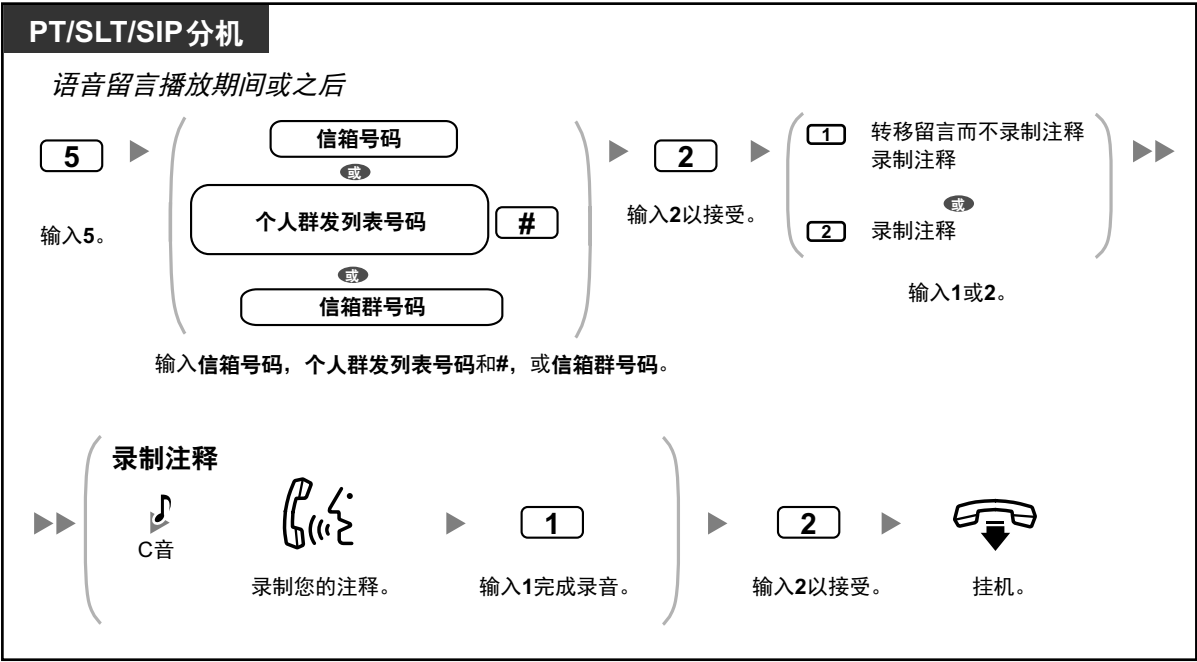 PT/SLT/SIP分机
语音留言播放期间或之后
5
输入5。
信箱号码
或
个人群发列表号码
#
或
信箱群号码
输入信箱号码，个人群发列表号码和#，或信箱群号码。
2
输入2以接受。
1 转移留言而不录制注释
录制注释
或
2 录制注释
输入1或2。
录制注释
C音
录制您的注释。
1
输入1完成录音。
2
输入2以接受。
挂机。